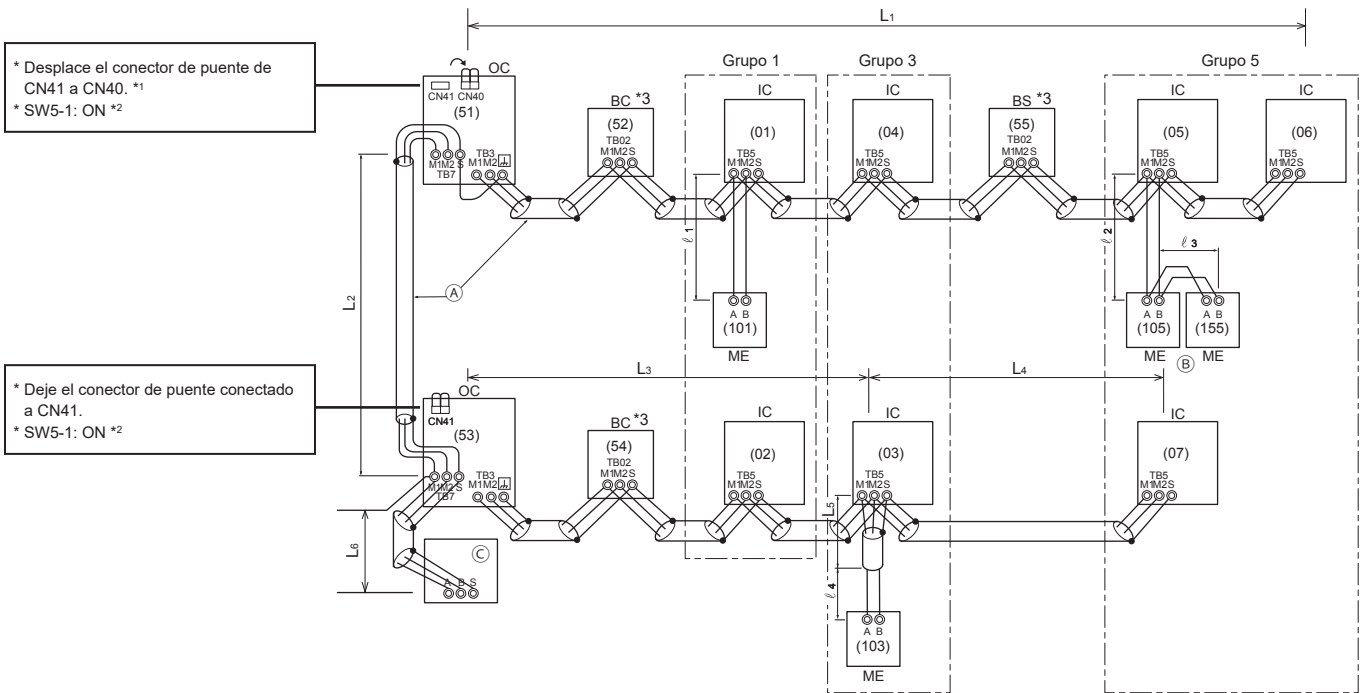 L1
* Desplace el conector de puente de
CN41 a CN40. *1
* SW5-1: ON *2
OC
CN41 CN40
(51)
M1M2 S
TB7
TB3
M1M2
BC *3
(52)
TB02
M1M2S
Grupo 1
IC
(01)
TB5
M1M2S
Grupo 3
IC
(04)
TB5
M1M2S
BS *3
(55)
TB02
M1M2S
Grupo 5
IC
(05)
TB5
M1M2S
IC
(06)
TB5
M1M2S
ℓ 1
ℓ 2
ℓ 3
A
L2
A B
(101)
ME
A B
(105)
ME
A B
(155)
ME
B
L3
L4
* Deje el conector de puente conectado
a CN41.
* SW5-1: ON *2
OC
CN41
(53)
M1M2 S
TB7
TB3
M1M2
BC *3
(54)
TB02
M1M2S
IC
(02)
TB5
M1M2S
IC
(03)
TB5
M1M2S
IC
(07)
TB5
M1M2S
L5
L6
C
A B S
ℓ 4
A B
(103)
ME